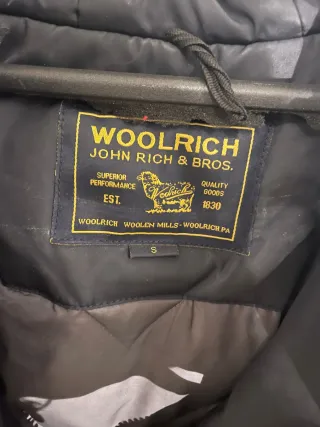 WOOLRICH
JOHN RICH & BROS.
SUPERIOR PERFORMANCE
QUALITY GOODS
EST.
Woolrich
1830
WOOLRICH WOOLEN MILLS - WOOLRICH, PA
S